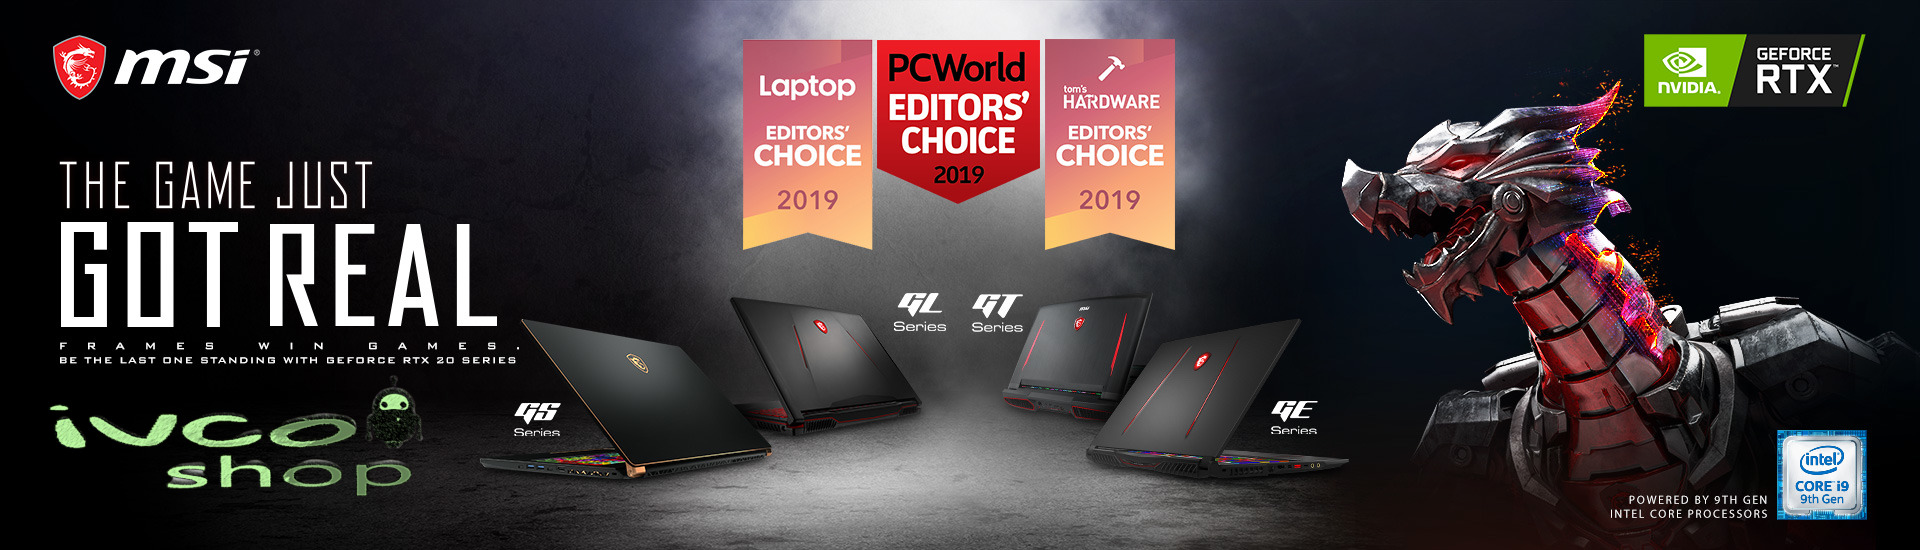 msi
THE GAME JUST
GOT REAL
FRAMES WIN GAMES.
BE THE LAST ONE STANDING WITH GEFORCE RTX 20 SERIES
ivco
shop
Laptop
EDITORS'
CHOICE
2019
PCWorld
EDITORS'
CHOICE
2019
tom's
HARDWARE
EDITORS'
CHOICE
2019
GS
Series
GL
Series
GT
Series
msi
GE
Series
NVIDIA.
GEFORCE
RTX™
POWERED BY 9TH GEN
INTEL CORE PROCESSORS
intel
CORE i9
9th Gen